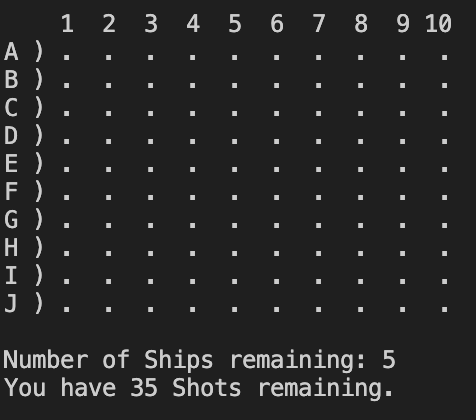 1 2 3 4 5 6 7 8 9 10
A ) . . . . . . . . . .
B ) . . . . . . . . . .
C ) . . . . . . . . . .
D ) . . . . . . . . . .
E ) . . . . . . . . . .
F ) . . . . . . . . . .
G ) . . . . . . . . . .
H ) . . . . . . . . . .
I ) . . . . . . . . . .
J ) . . . . . . . . . .
Number of Ships remaining: 5
You have 35 Shots remaining.